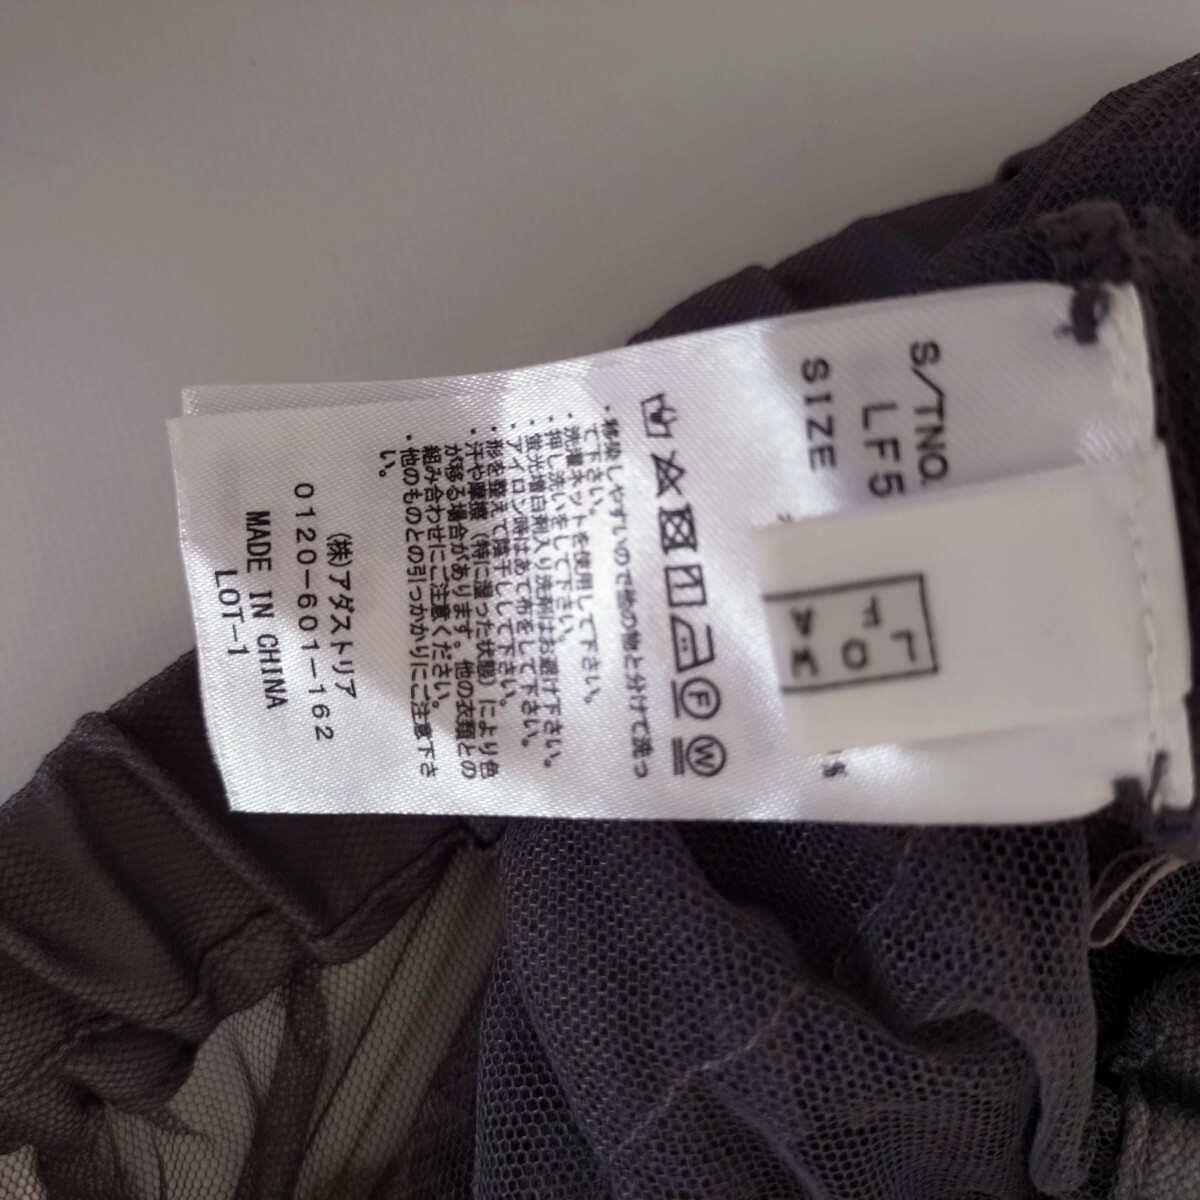 S/TNO.
LF5
SIZE
・移染しやすいので他の物と分けて洗っ
て下さい。
・洗濯ネットを使用して下さい。
・押し洗いをして下さい。
・蛍光増白剤入り洗剤はお避け下さい。
・アイロン時はあて布をして下さい。
・形を整えて陰干しして下さい。
・汗や摩擦（特に湿った状態）により色
が移る場合があります。他の衣類との
組み合わせにご注意ください。
・他のものとの引っかかりにご注意下さ
い。
(株)アダストリア
0120-601-162
MADE IN CHINA
LOT-1